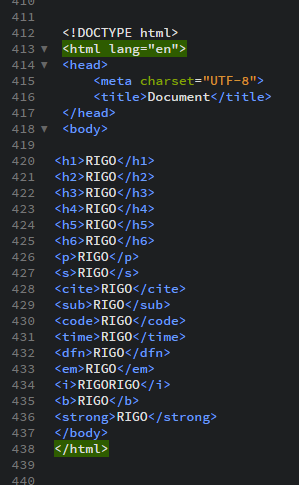 410
411
412 <!DOCTYPE html>
413 <html lang="en">
414 <head>
415 <meta charset="UTF-8">
416 <title>Document</title>
417 </head>
418 <body>
419
420 <h1>RIGO</h1>
421 <h2>RIGO</h2>
422 <h3>RIGO</h3>
423 <h4>RIGO</h4>
424 <h5>RIGO</h5>
425 <h6>RIGO</h6>
426 <p>RIGO</p>
427 <s>RIGO</s>
428 <cite>RIGO</cite>
429 <sub>RIGO</sub>
430 <code>RIGO</code>
431 <time>RIGO</time>
432 <dfn>RIGO</dfn>
433 <em>RIGO</em>
434 <i>RIGORIGO</i>
435 <b>RIGO</b>
436 <strong>RIGO</strong>
437 </body>
438 </html>
439
440